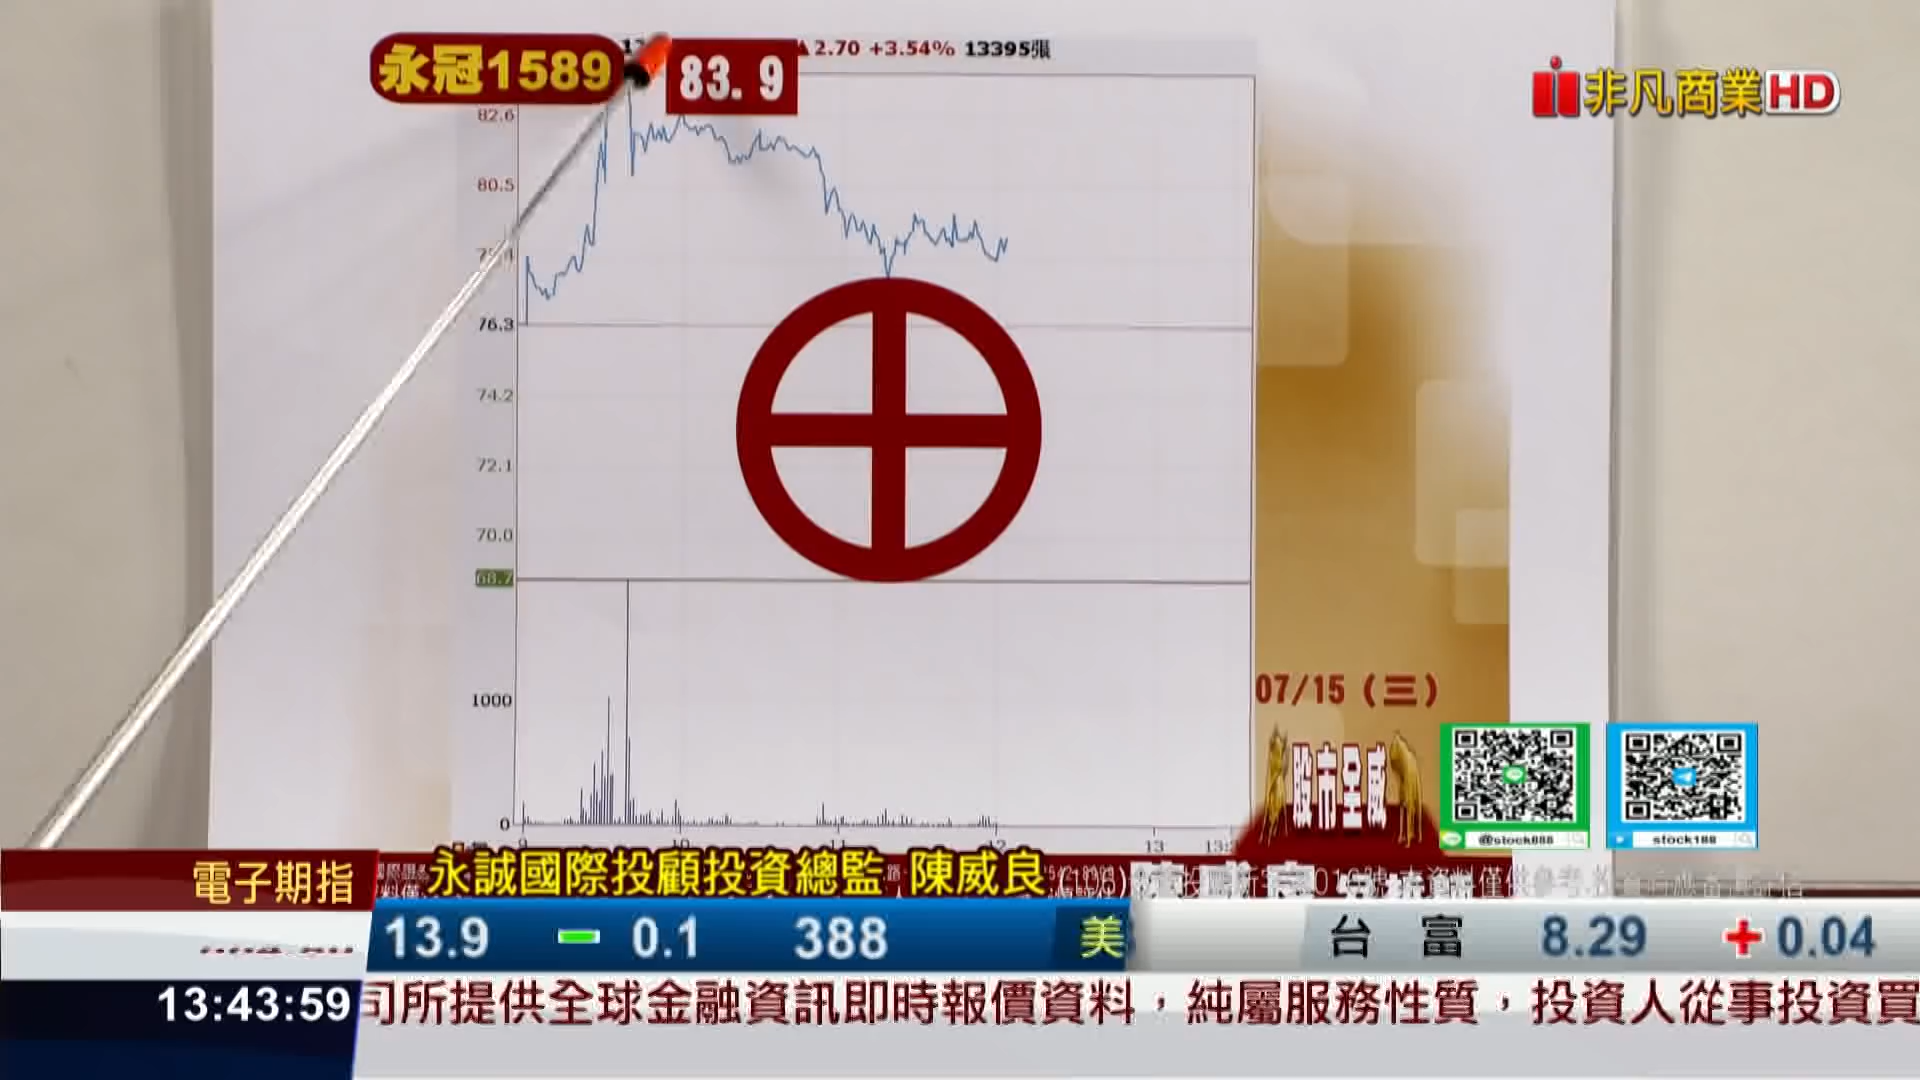 永冠1589
83.9
▲2.70 +3.54% 13395張
非凡商業HD
82.6
80.5
76.3
74.2
72.1
70.0
68.7
1000
0
12
13
07/15（三）
股市全威
@stock888
stock188
電子期指
永誠國際投顧投資總監 陳威良
13.9 0.1 388 美
台富 8.29 + 0.04
13:43:59
司所提供全球金融資訊即時報價資料，純屬服務性質，投資人從事投資買